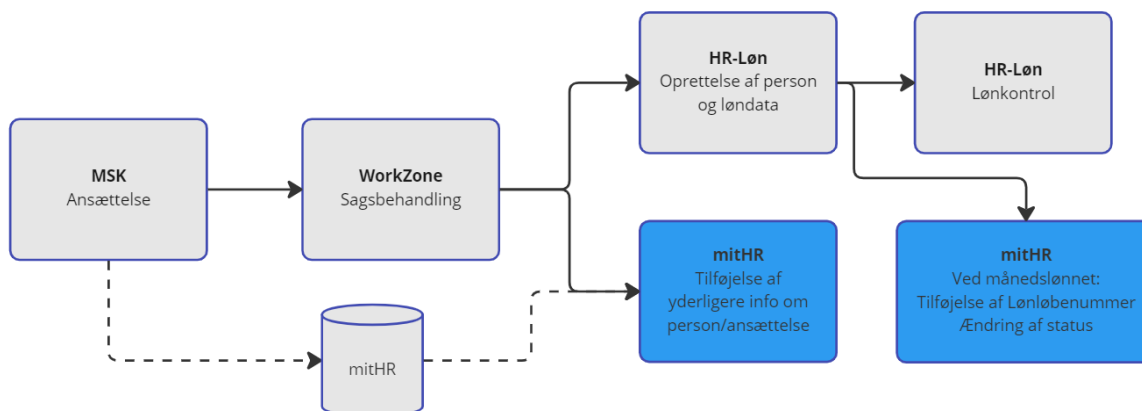 MSK
Ansættelse
WorkZone
Sagsbehandling
HR-Løn
Oprettelse af person
og løndata
HR-Løn
Lønkontrol
mitHR
mitHR
Tilføjelse af
yderligere info om
person/ansættelse
mitHR
Ved månedslønnet:
Tilføjelse af Lønløbenummer
Ændring af status